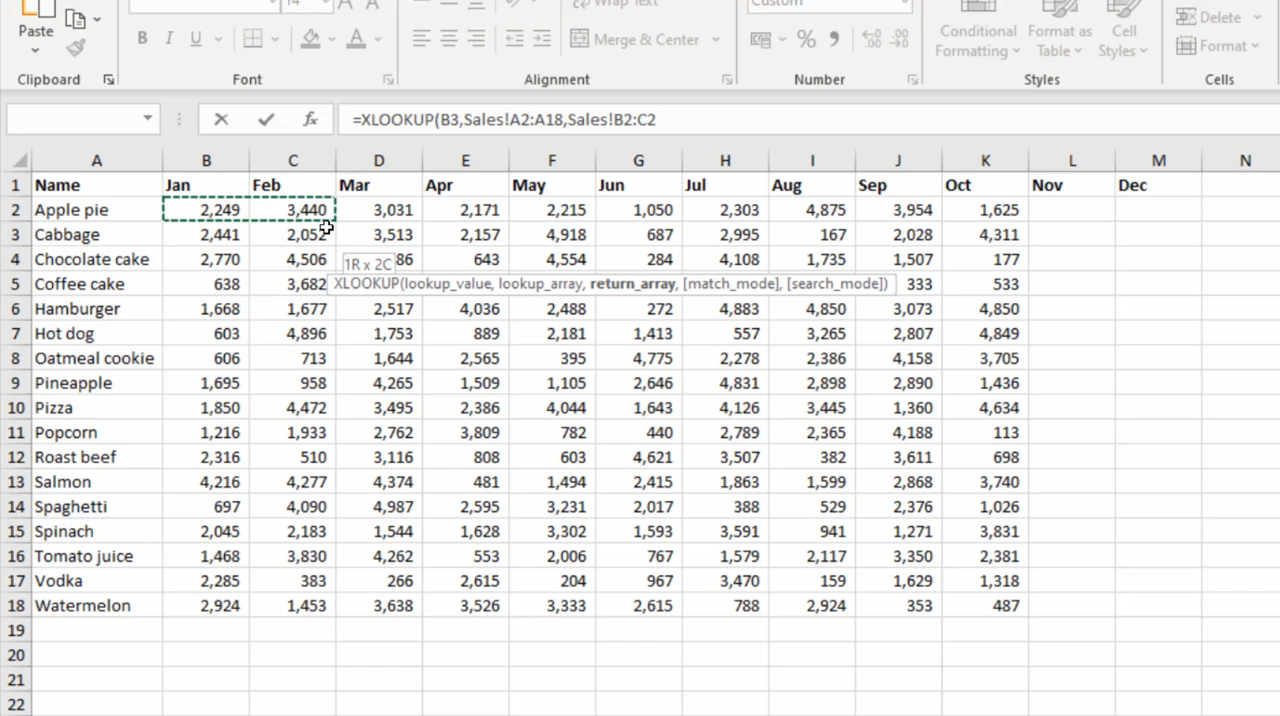 14
Wrap Text
Custom
Paste
B I U A
Merge & Center
% ,
Conditional Formatting
Format as Table
Cell Styles
Delete
Format
Clipboard Font Alignment Number Styles Cells
fx =XLOOKUP(B3,Sales!A2:A18,Sales!B2:C2
A B C D E F G H I J K L M N
1 Name Jan Feb Mar Apr May Jun Jul Aug Sep Oct Nov Dec
2 Apple pie 2,249 3,440 3,031 2,171 2,215 1,050 2,303 4,875 3,954 1,625
3 Cabbage 2,441 2,052 3,513 2,157 4,918 687 2,995 167 2,028 4,311
4 Chocolate cake 2,770 4,506 1R x 2C 86 643 4,554 284 4,108 1,735 1,507 177
5 Coffee cake 638 3,682 XLOOKUP(lookup_value, lookup_array, return_array, [match_mode], [search_mode]) 333 533
6 Hamburger 1,668 1,677 2,517 4,036 2,488 272 4,883 4,850 3,073 4,850
7 Hot dog 603 4,896 1,753 889 2,181 1,413 557 3,265 2,807 4,849
8 Oatmeal cookie 606 713 1,644 2,565 395 4,775 2,278 2,386 4,158 3,705
9 Pineapple 1,695 958 4,265 1,509 1,105 2,646 4,831 2,898 2,890 1,436
10 Pizza 1,850 4,472 3,495 2,386 4,044 1,643 4,126 3,445 1,360 4,634
11 Popcorn 1,216 1,933 2,762 3,809 782 440 2,789 2,365 4,188 113
12 Roast beef 2,316 510 3,116 808 603 4,621 3,507 382 3,611 698
13 Salmon 4,216 4,277 4,374 481 1,494 2,415 1,863 1,599 2,868 3,740
14 Spaghetti 697 4,090 4,987 2,595 3,231 2,017 388 529 2,376 1,026
15 Spinach 2,045 2,183 1,544 1,628 3,302 1,593 3,591 941 1,271 3,831
16 Tomato juice 1,468 3,830 4,262 553 2,006 767 1,579 2,117 3,350 2,381
17 Vodka 2,285 383 266 2,615 204 967 3,470 159 1,629 1,318
18 Watermelon 2,924 1,453 3,638 3,526 3,333 2,615 788 2,924 353 487
19
20
21
22